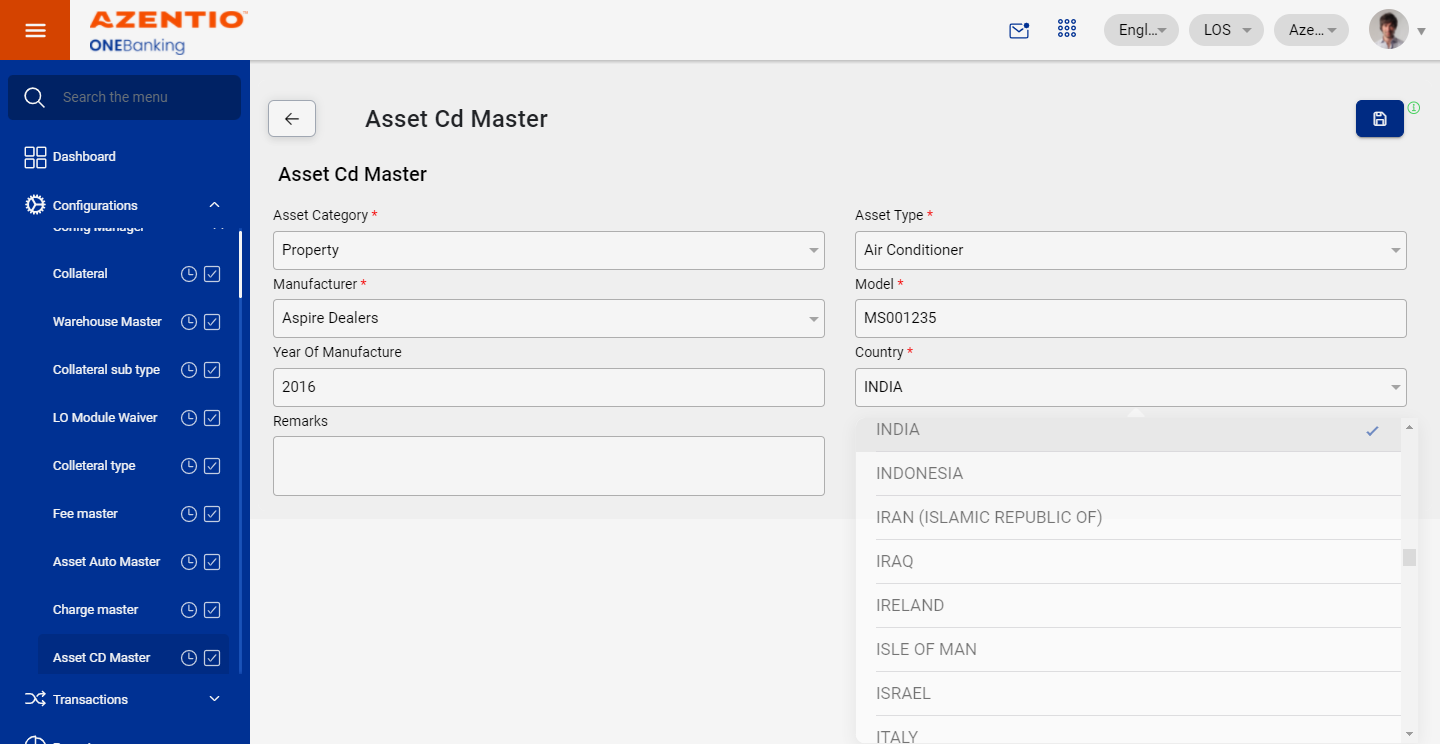 AZENTIO™
ONEBanking
Engl...
LOS
Aze...
Search the menu
Dashboard
Configurations
Config Manager
Collateral
Warehouse Master
Collateral sub type
LO Module Waiver
Colleteral type
Fee master
Asset Auto Master
Charge master
Asset CD Master
Transactions
Asset Cd Master
Asset Cd Master
Asset Category *
Property
Asset Type *
Air Conditioner
Manufacturer *
Aspire Dealers
Model *
MS001235
Year Of Manufacture
2016
Country *
INDIA
Remarks
INDIA
INDONESIA
IRAN (ISLAMIC REPUBLIC OF)
IRAQ
IRELAND
ISLE OF MAN
ISRAEL
ITALY